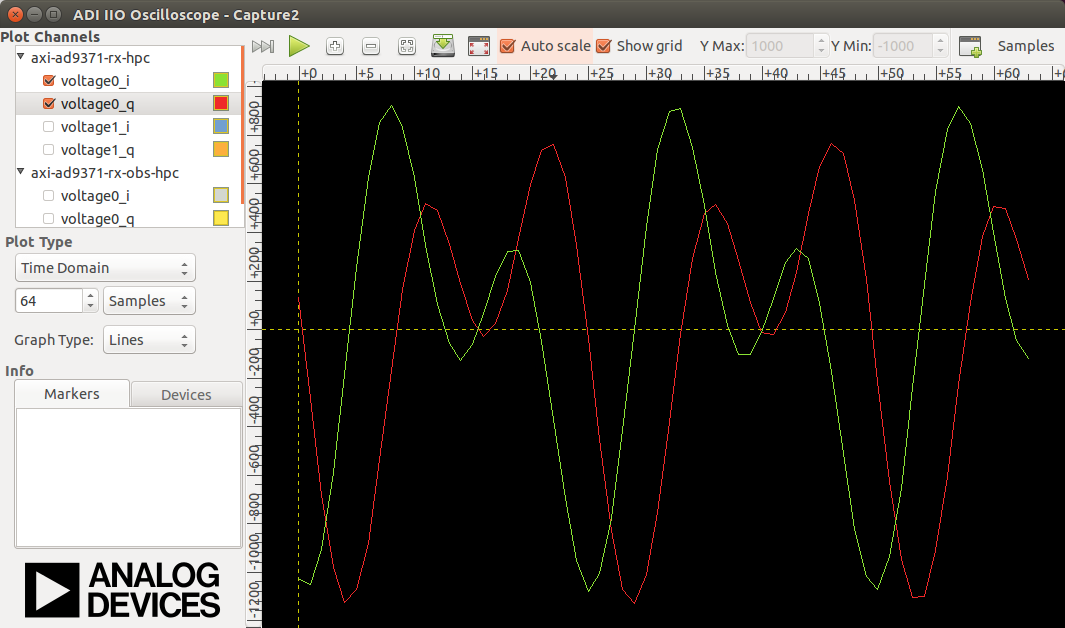 ADI IIO Oscilloscope - Capture2
Plot Channels
axi-ad9371-rx-hpc
voltage0_i
voltage0_q
voltage1_i
voltage1_q
axi-ad9371-rx-obs-hpc
voltage0_i
voltage0_q
Plot Type
Time Domain
64 Samples
Graph Type: Lines
Info
Markers Devices
ANALOG
DEVICES
Auto scale Show grid Y Max: 1000 Y Min: -1000 Samples
+0 +5 +10 +15 +20 +25 +30 +35 +40 +45 +50 +55 +60
+800
+600
+400
+200
+0
-200
-400
-600
-800
-1000
-1200